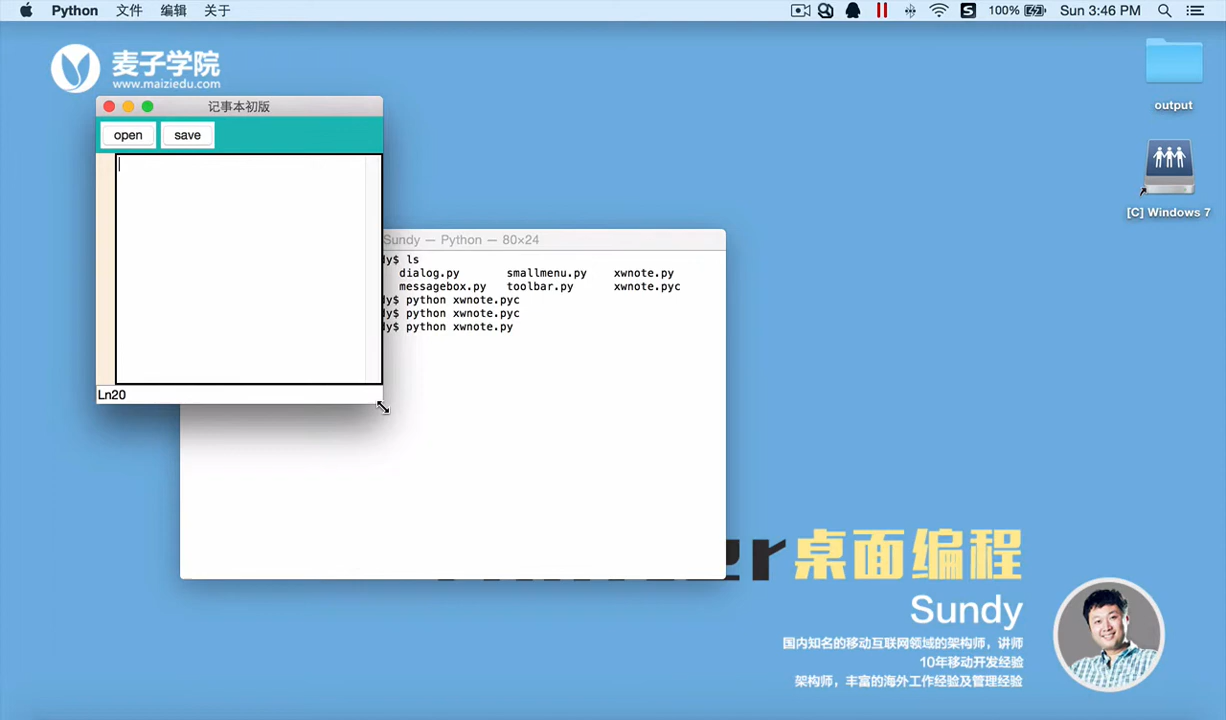 Python 文件 编辑 关于 100% Sun 3:46 PM
麦子学院
www.maiziedu.com
output
[C] Windows 7
记事本初版
open save
Ln20
Sundy — Python — 80×24
dy$ ls
dialog.py smallmenu.py xwnote.py
messagebox.py toolbar.py xwnote.pyc
dy$ python xwnote.pyc
dy$ python xwnote.pyc
dy$ python xwnote.py
桌面编程
Sundy
国内知名的移动互联网领域的架构师，讲师
10年移动开发经验
架构师，丰富的海外工作经验及管理经验